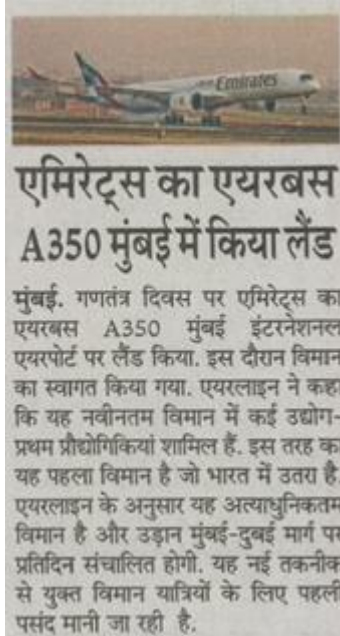 Emirates
एमिरेट्स का एयरबस
A350 मुंबई में किया लैंड
मुंबई. गणतंत्र दिवस पर एमिरेट्स का
एयरबस A350 मुंबई इंटरनेशनल
एयरपोर्ट पर लैंड किया. इस दौरान विमान
का स्वागत किया गया. एयरलाइन ने कहा
कि यह नवीनतम विमान में कई उद्योग-
प्रथम प्रौद्योगिकियां शामिल हैं. इस तरह का
यह पहला विमान है जो भारत में उतरा है.
एयरलाइन के अनुसार यह अत्याधुनिकतम
विमान है और उड़ान मुंबई-दुबई मार्ग पर
प्रतिदिन संचालित होगी. यह नई तकनीक
से युक्त विमान यात्रियों के लिए पहली
पसंद मानी जा रही है.